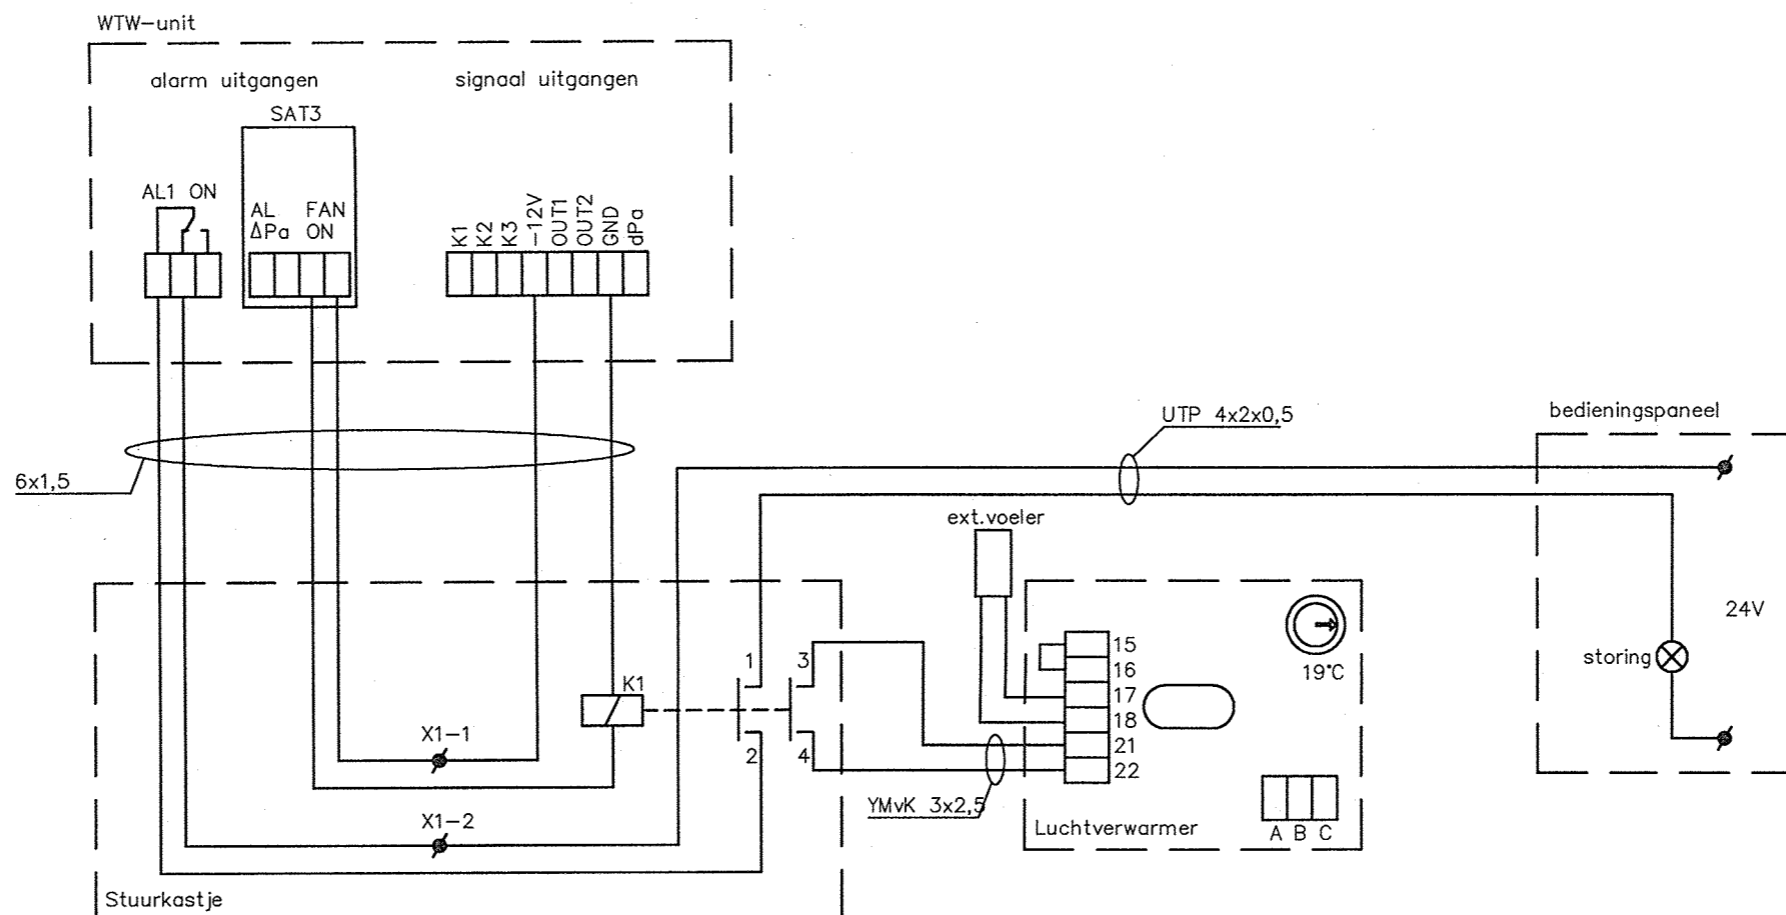 WTW-unit
alarm uitgangen
signaal uitgangen
SAT3
AL1 ON
AL FAN
ΔPa ON
K1
K2
K3
-12V
OUT1
OUT2
GND
dPa
6x1,5
UTP 4x2x0,5
bedieningspaneel
ext.voeler
24V
storing
19°C
15
16
17
18
21
22
K1
1
3
2
4
X1-1
X1-2
YMvK 3x2,5
Luchtverwarmer
A B C
Stuurkastje